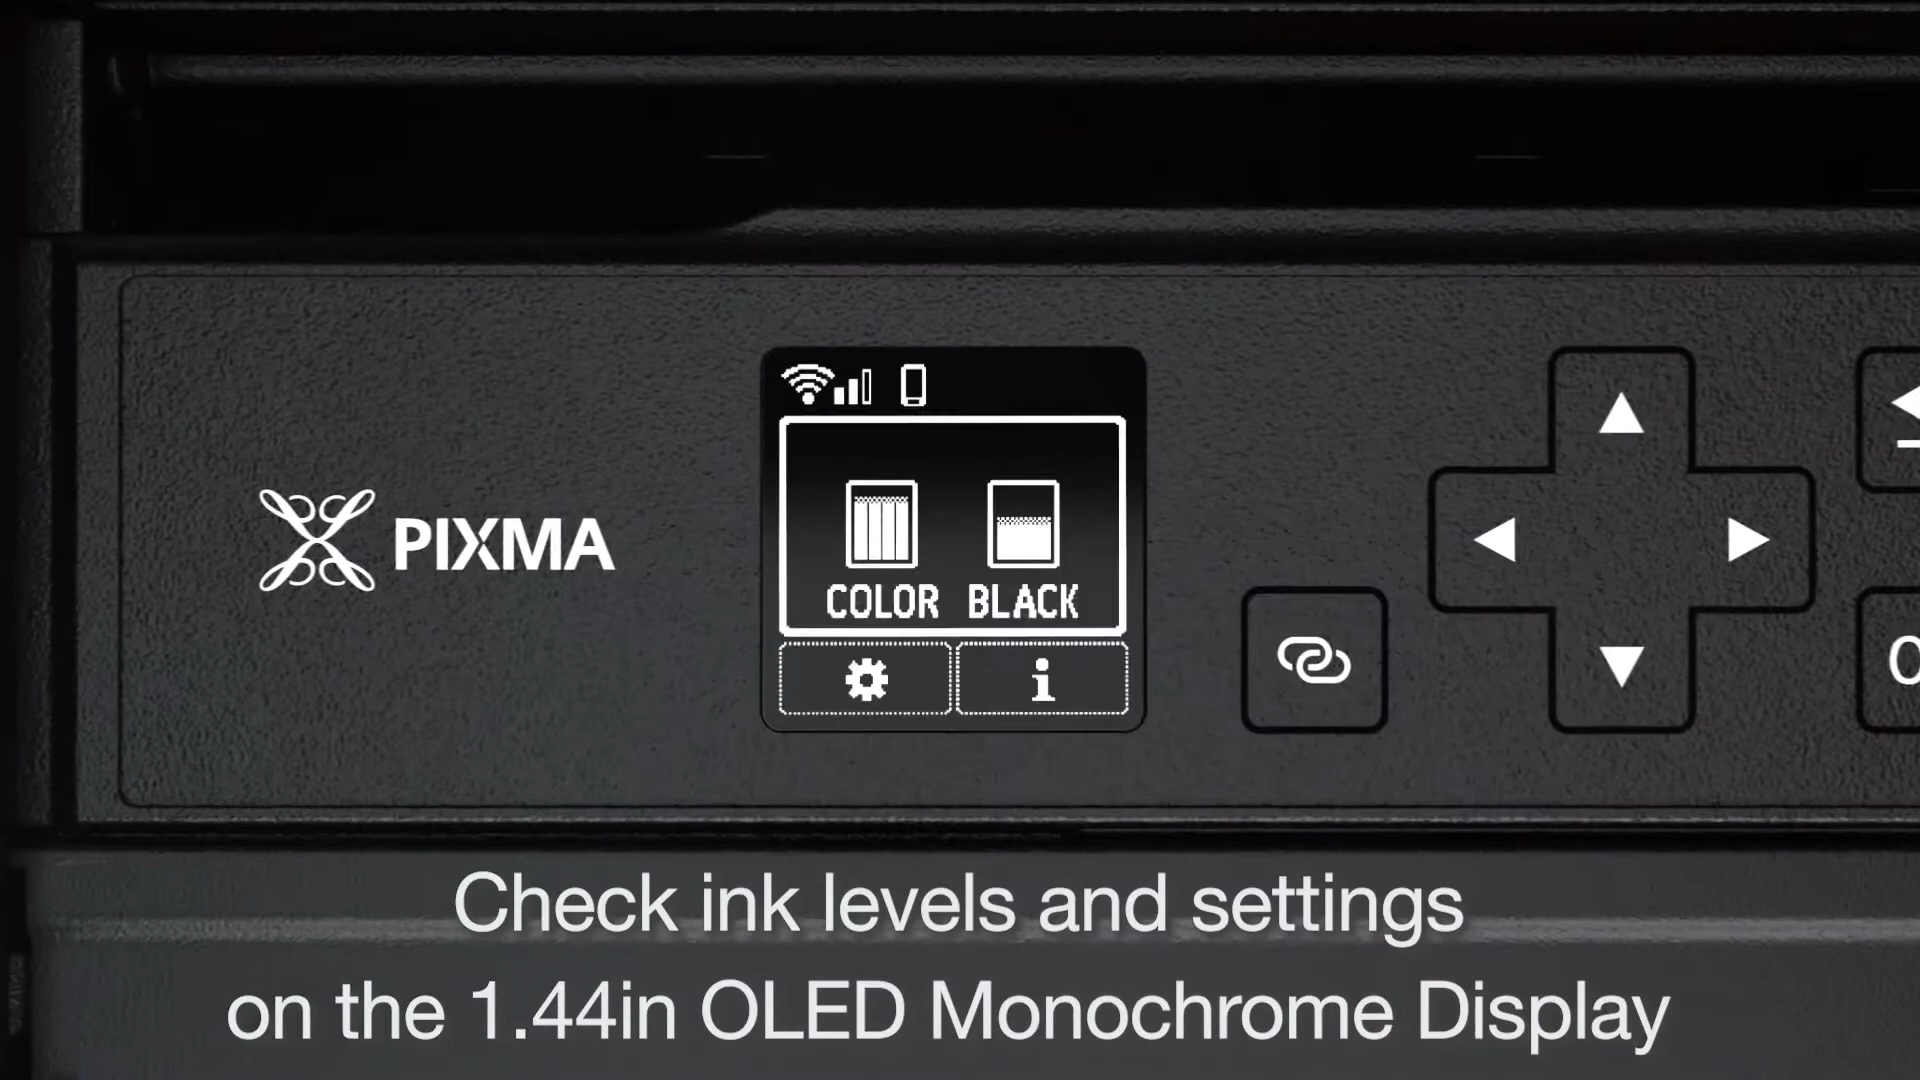 PIXMA
COLOR BLACK
i
Check ink levels and settings
on the 1.44in OLED Monochrome Display